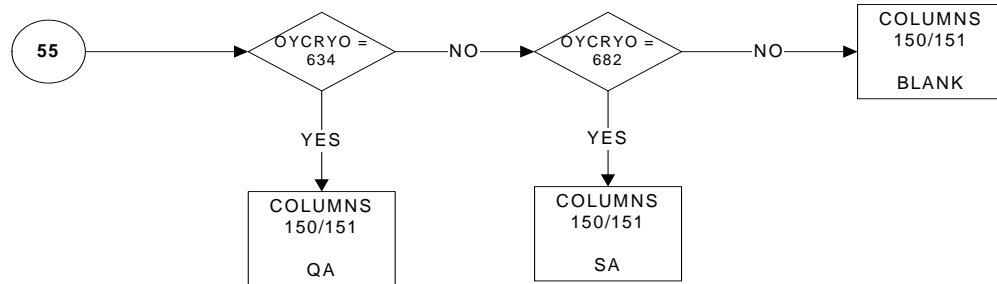 55
OYCRYO =
634
NO
OYCRYO =
682
NO
COLUMNS
150/151
BLANK
YES
YES
COLUMNS
150/151
QA
COLUMNS
150/151
SA